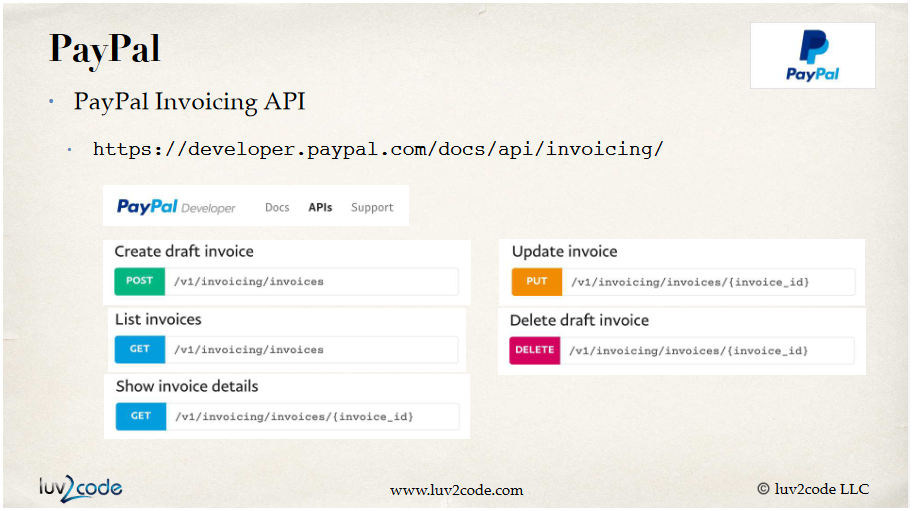 PayPal
PayPal
• PayPal Invoicing API
• https://developer.paypal.com/docs/api/invoicing/
PayPal Developer Docs APIs Support
Create draft invoice
POST /v1/invoicing/invoices
List invoices
GET /v1/invoicing/invoices
Show invoice details
GET /v1/invoicing/invoices/{invoice_id}
Update invoice
PUT /v1/invoicing/invoices/{invoice_id}
Delete draft invoice
DELETE /v1/invoicing/invoices/{invoice_id}
luv2code
www.luv2code.com
© luv2code LLC